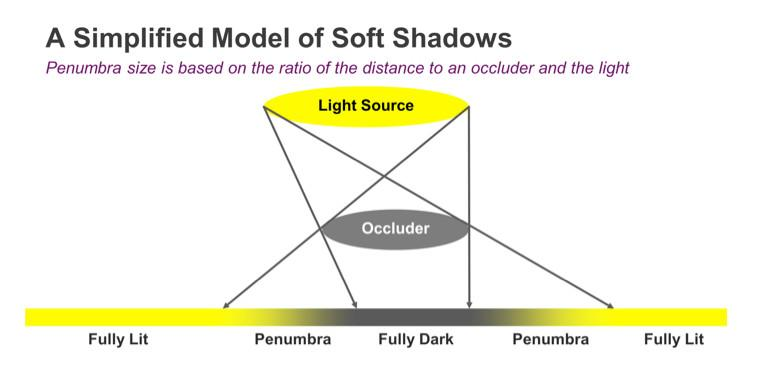 A Simplified Model of Soft Shadows
Penumbra size is based on the ratio of the distance to an occluder and the light
Light Source
Occluder
Fully Lit Penumbra Fully Dark Penumbra Fully Lit